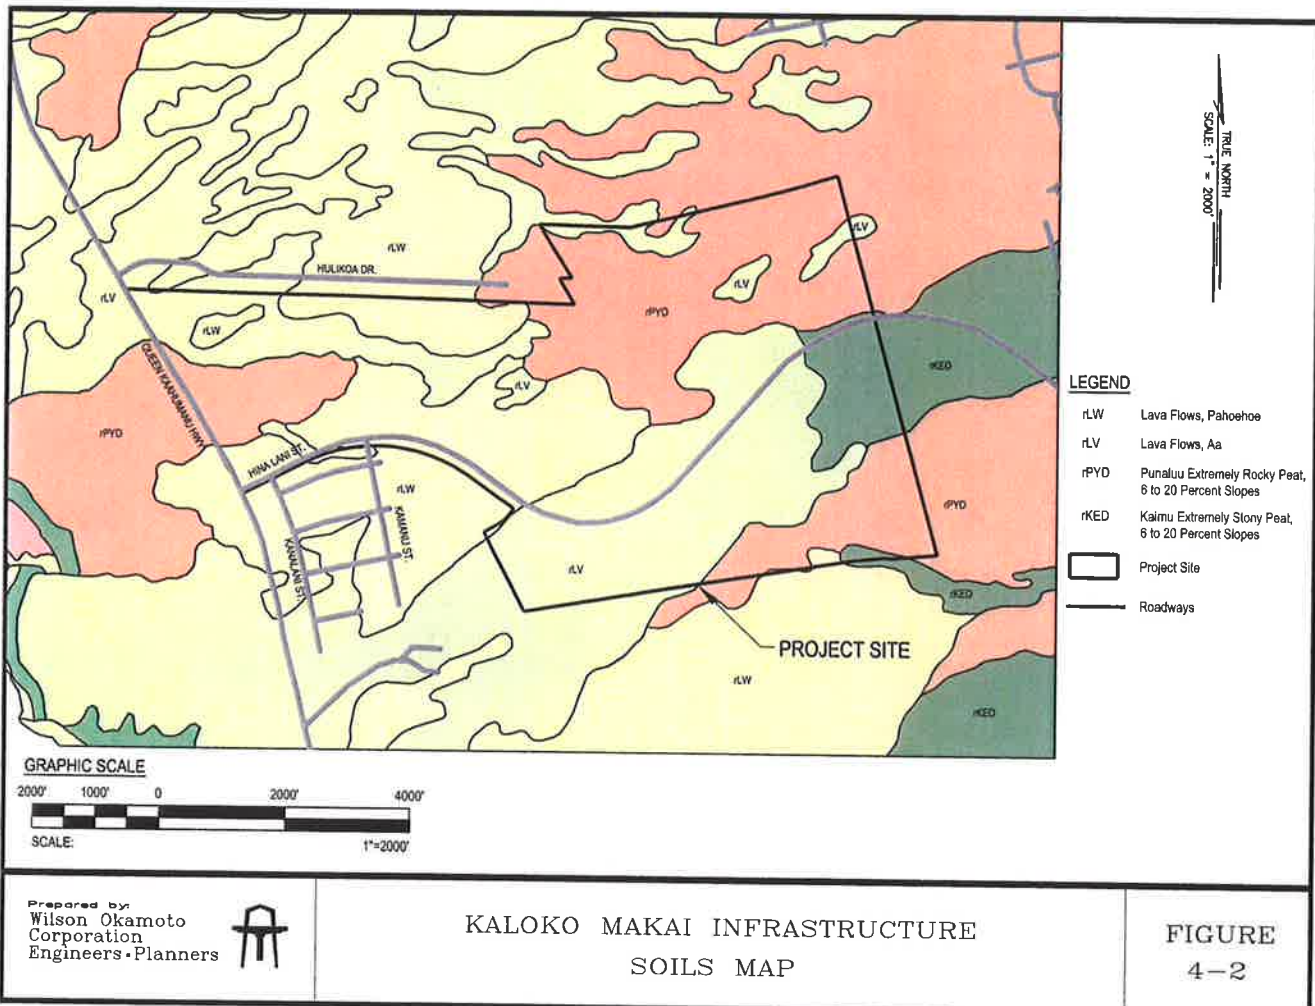 rLW
HULIKOA DR.
rLV
rLW
rLV
rLV
rPYD
QUEEN KAAHUMANU HWY
rLV
rKED
rPYD
HINA LANI ST.
rLW
KAMANU ST.
KANALANI ST.
rPYD
rLV
rKED
PROJECT SITE
rLW
rKED
TRUE NORTH
SCALE: 1" = 2000'
LEGEND
rLW Lava Flows, Pahoehoe
rLV Lava Flows, Aa
rPYD Punaluu Extremely Rocky Peat,
6 to 20 Percent Slopes
rKED Kaimu Extremely Stony Peat,
6 to 20 Percent Slopes
Project Site
Roadways
GRAPHIC SCALE
2000' 1000' 0 2000' 4000'
SCALE: 1"=2000'
Prepared by:
Wilson Okamoto
Corporation
Engineers•Planners
KALOKO MAKAI INFRASTRUCTURE
SOILS MAP
FIGURE
4-2